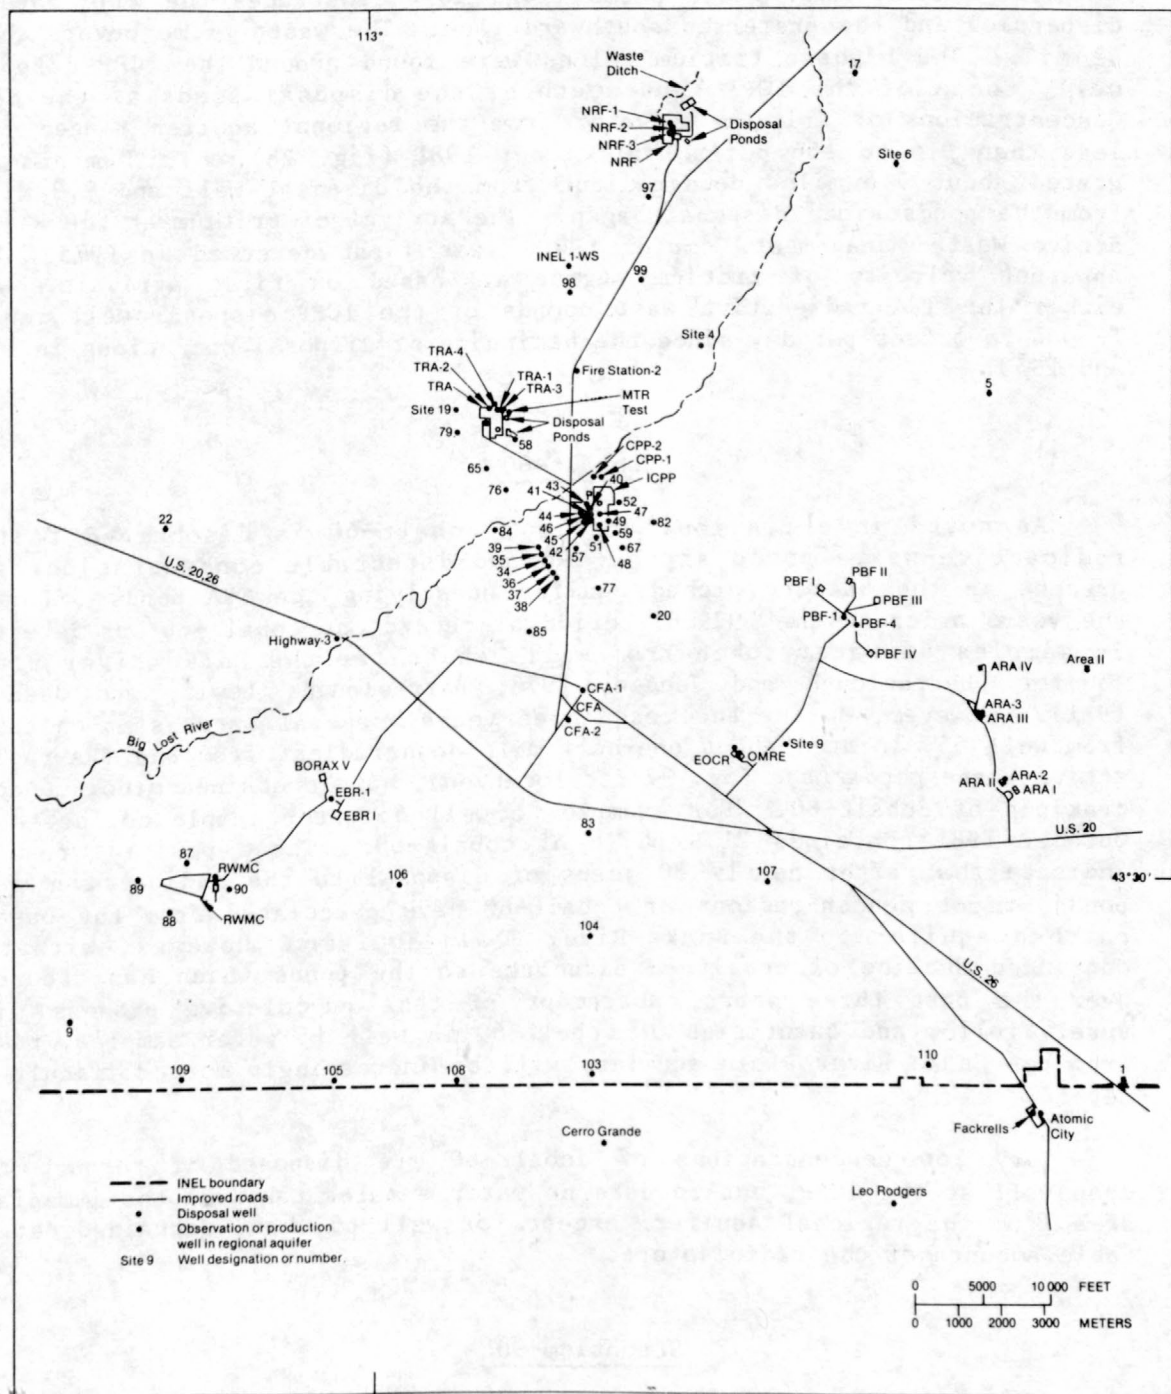 113°
Waste
Ditch
17
NRF-1
NRF-2
NRF-3
NRF
Disposal
Ponds
Site 6
97
INEL 1-WS
98
99
Site 4
TRA-4
TRA-2
TRA
TRA-1
TRA-3
Fire Station-2
MTR
Test
5
Site 19
Disposal
Ponds
79
58
CPP-2
CPP-1
ICPP
65
40
43
76
41
52
22
44
47
84
46
49
82
45
59
39
42
51
35
57
67
34
48
36
37
38
77
U.S. 20,26
PBF I
PBF II
PBF III
PBF-1
20
PBF-4
85
Highway-3
PBF IV
ARA IV
Area II
CFA-1
ARA-3
CFA
ARA III
CFA-2
Site 9
Big Lost River
EOCR
OMRE
BORAX V
ARA-2
ARA II
ARA I
EBR-1
EBR I
83
U.S. 20
87
RWMC
89
90
106
107
43°30'
88
RWMC
104
U.S. 26
9
109
105
108
103
110
1
Fackrells
Atomic
City
Cerro Grande
INEL boundary
Improved roads
Disposal well
Observation or production
well in regional aquifer
Site 9 Well designation or number
Leo Rodgers
0 5000 10 000 FEET
0 1000 2000 3000 METERS